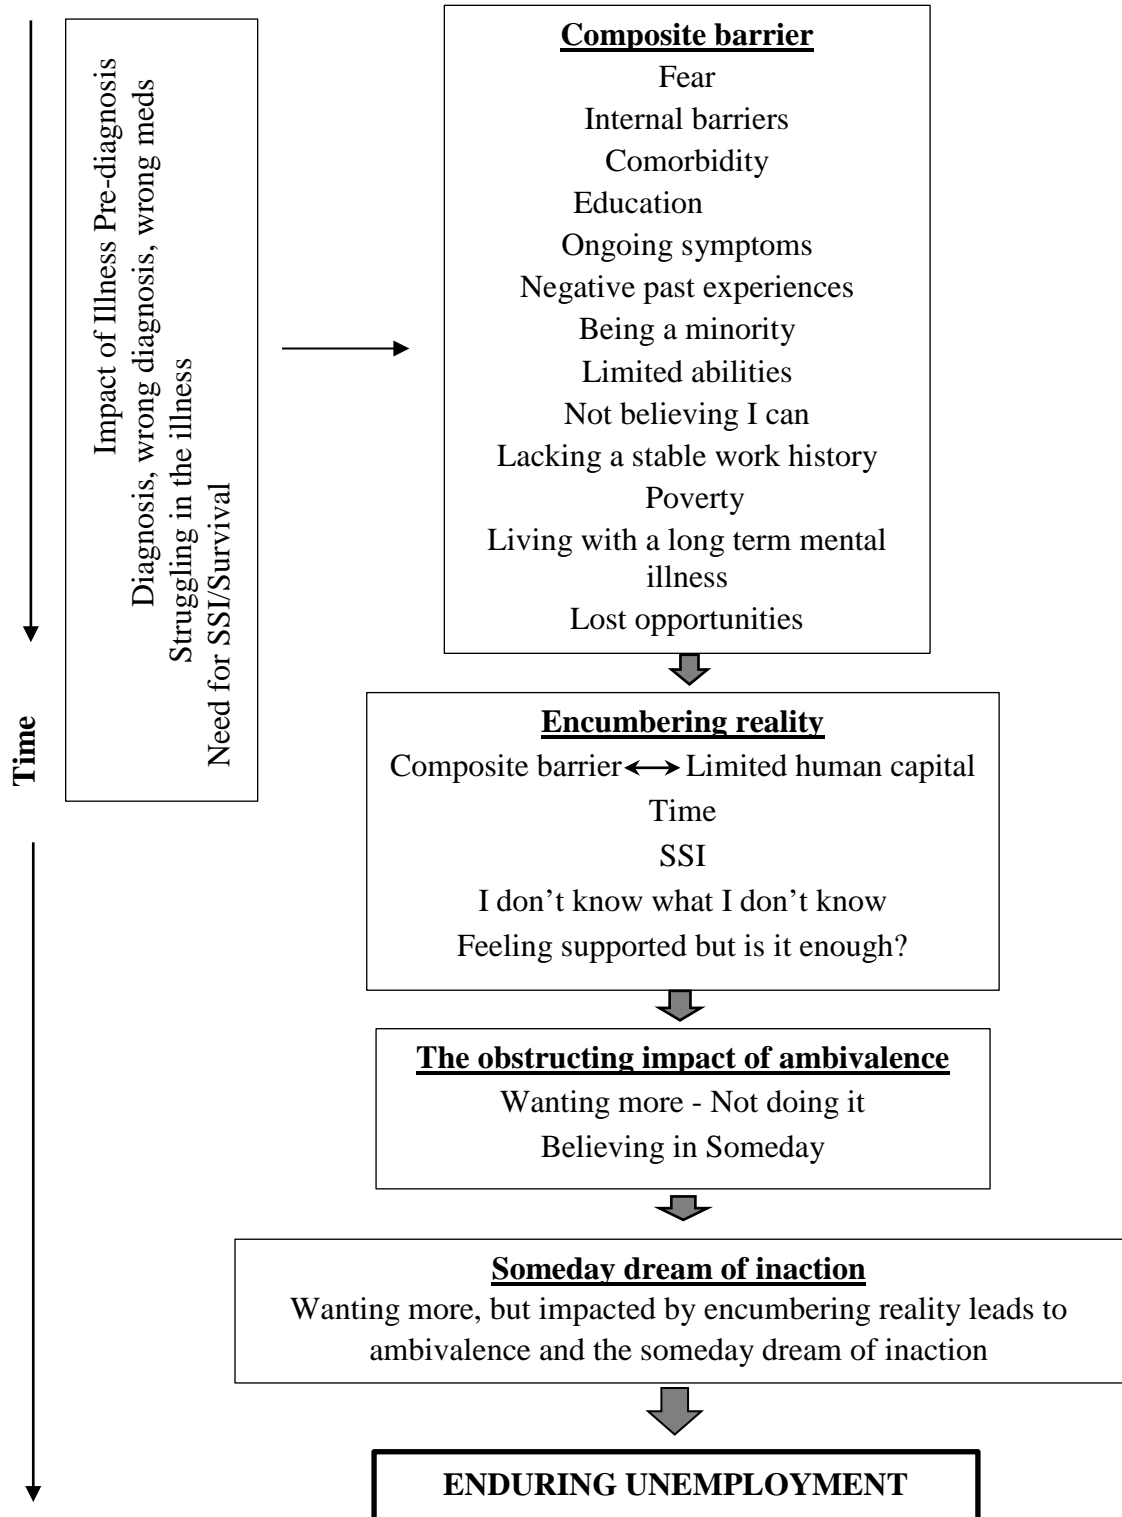 Time
Impact of Illness Pre-diagnosis
Diagnosis, wrong diagnosis, wrong meds
Struggling in the illness
Need for SSI/Survival
Composite barrier
Fear
Internal barriers
Comorbidity
Education
Ongoing symptoms
Negative past experiences
Being a minority
Limited abilities
Not believing I can
Lacking a stable work history
Poverty
Living with a long term mental
illness
Lost opportunities
Encumbering reality
Composite barrier Limited human capital
Time
SSI
I don’t know what I don’t know
Feeling supported but is it enough?
The obstructing impact of ambivalence
Wanting more - Not doing it
Believing in Someday
Someday dream of inaction
Wanting more, but impacted by encumbering reality leads to
ambivalence and the someday dream of inaction
ENDURING UNEMPLOYMENT